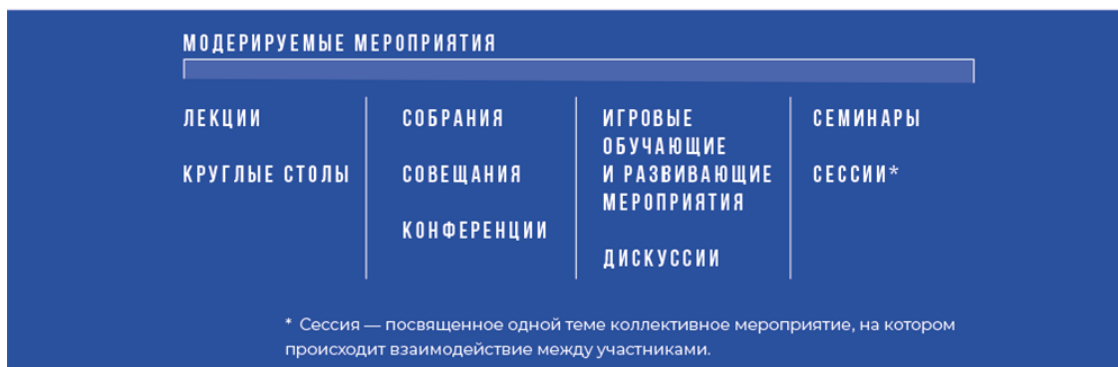 МОДЕРИРУЕМЫЕ МЕРОПРИЯТИЯ
ЛЕКЦИИ
КРУГЛЫЕ СТОЛЫ
СОБРАНИЯ
СОВЕЩАНИЯ
КОНФЕРЕНЦИИ
ИГРОВЫЕ
ОБУЧАЮЩИЕ
И РАЗВИВАЮЩИЕ
МЕРОПРИЯТИЯ
ДИСКУССИИ
СЕМИНАРЫ
СЕССИИ*
* Сессия — посвященное одной теме коллективное мероприятие, на котором
происходит взаимодействие между участниками.